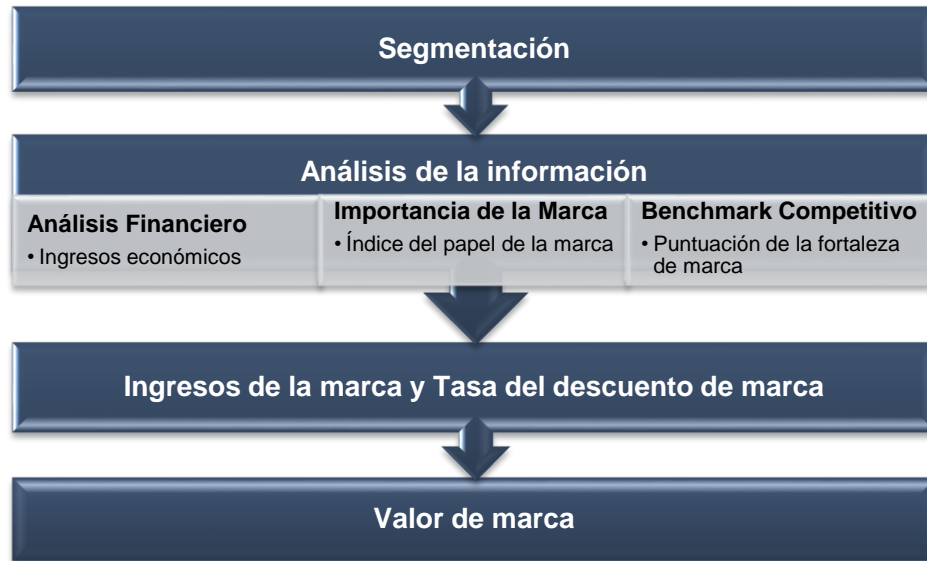 Segmentación
Análisis de la información
Análisis Financiero
• Ingresos económicos
Importancia de la Marca
• Índice del papel de la marca
Benchmark Competitivo
• Puntuación de la fortaleza
de marca
Ingresos de la marca y Tasa del descuento de marca
Valor de marca